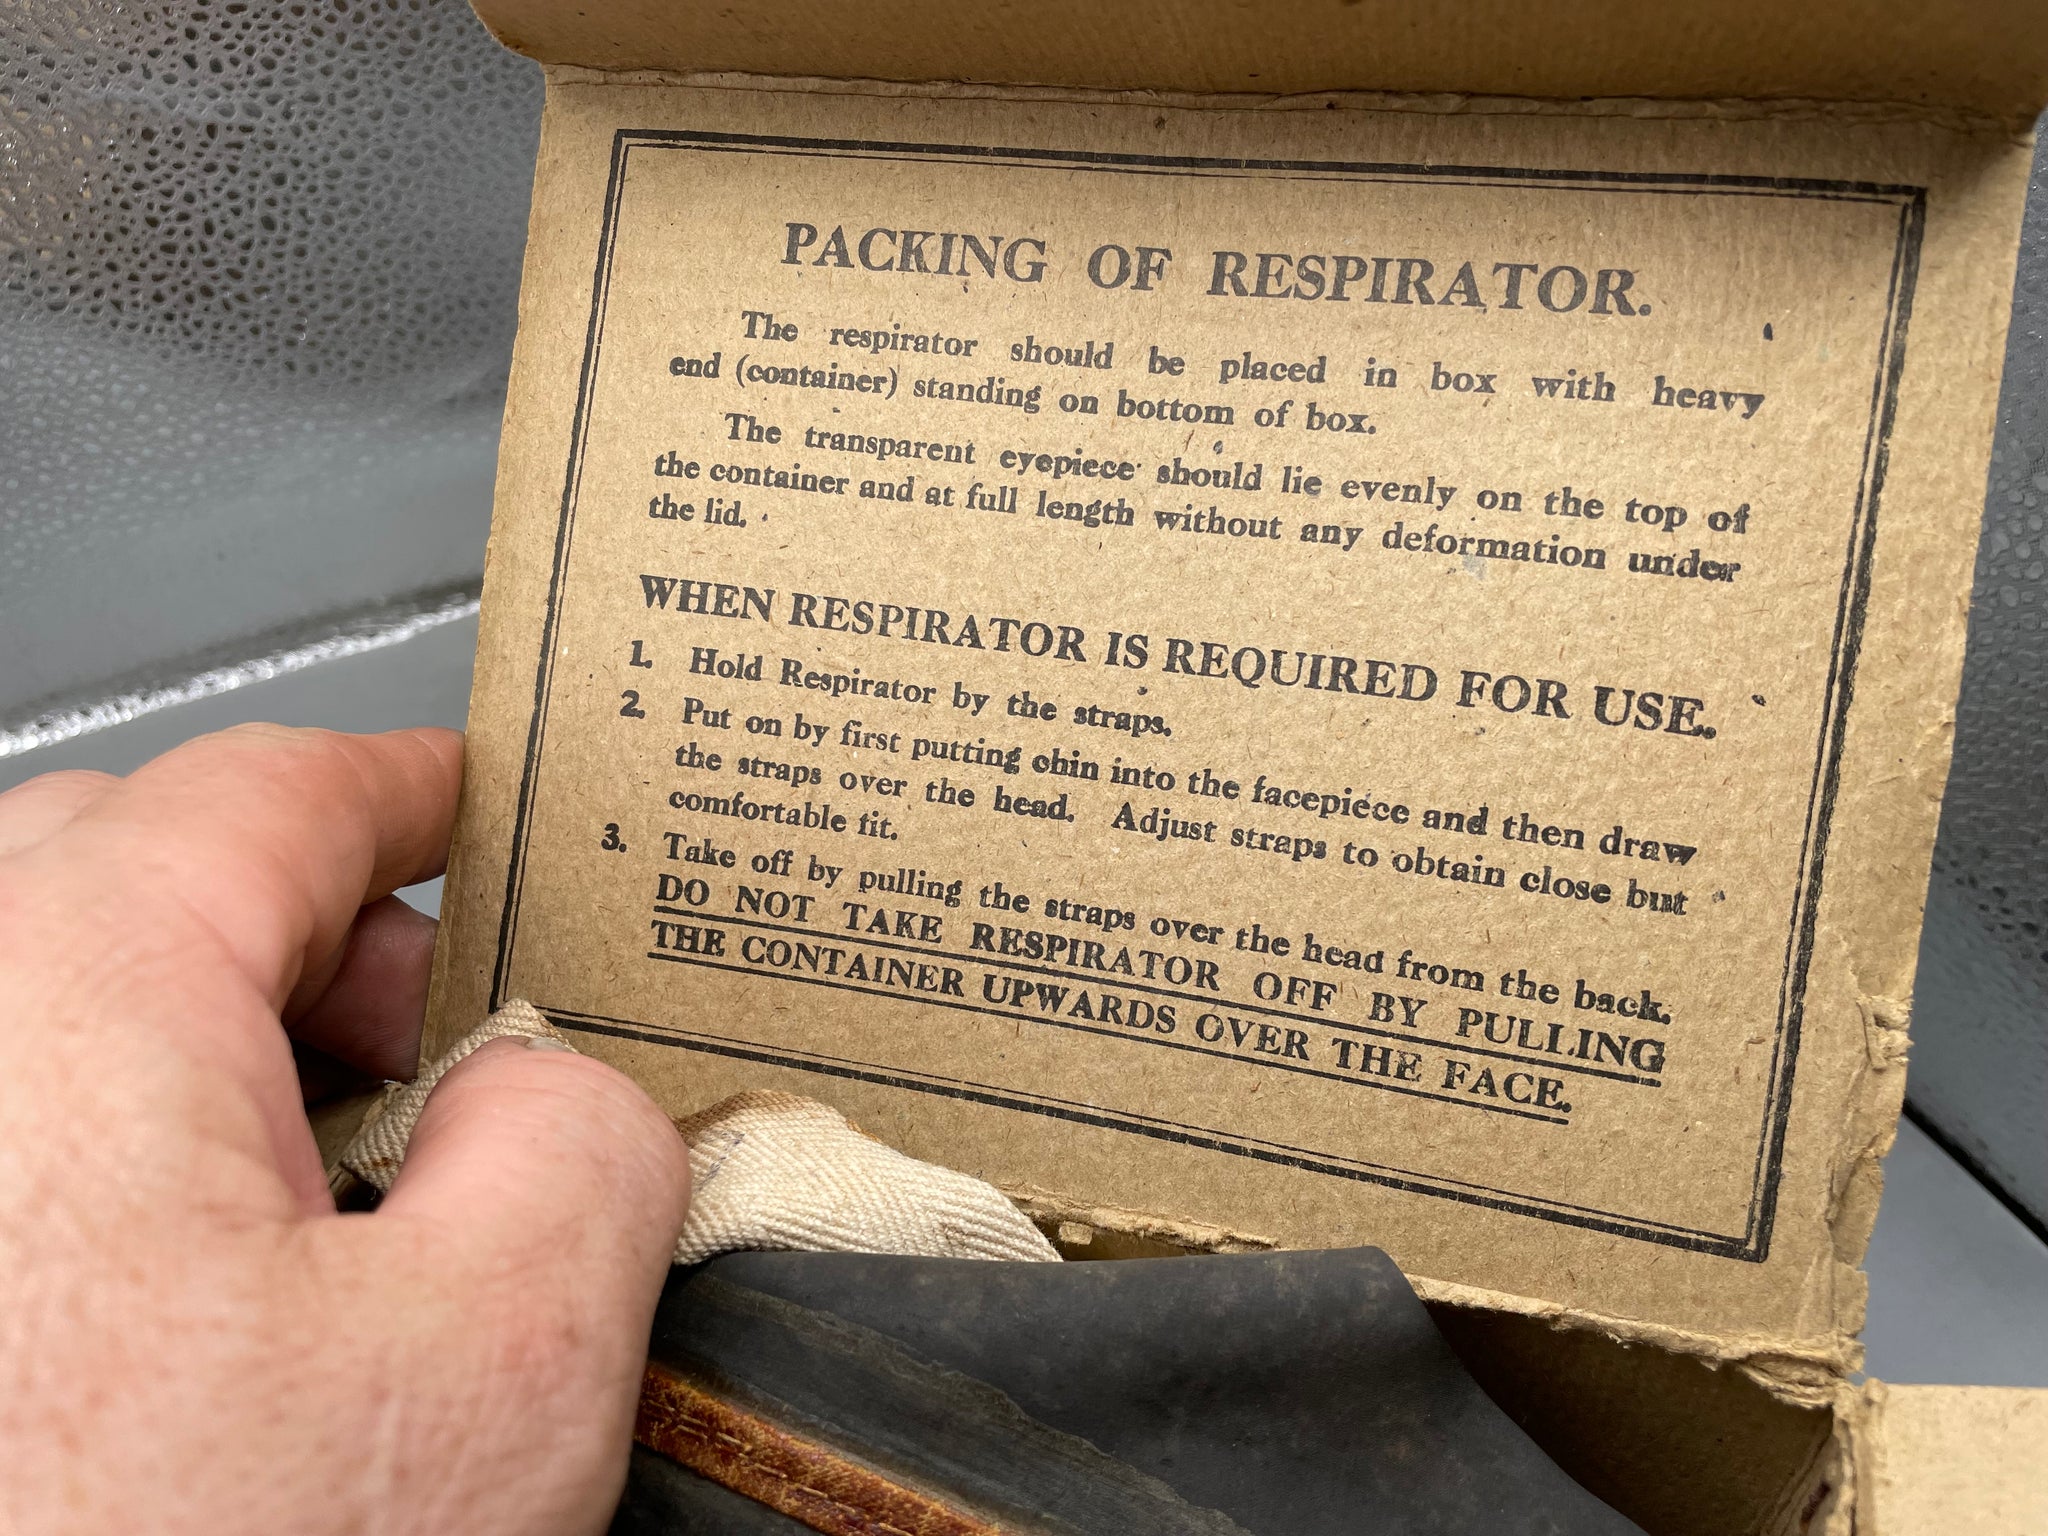 PACKING OF RESPIRATOR.
The respirator should be placed in box with heavy
end (container) standing on bottom of box.
The transparent eyepiece should lie evenly on the top of
the container and at full length without any deformation under
the lid.
WHEN RESPIRATOR IS REQUIRED FOR USE.
1. Hold Respirator by the straps.
2. Put on by first putting chin into the facepiece and then draw
the straps over the head. Adjust straps to obtain close but
comfortable fit.
3. Take off by pulling the straps over the head from the back.
DO NOT TAKE RESPIRATOR OFF BY PULLING
THE CONTAINER UPWARDS OVER THE FACE.